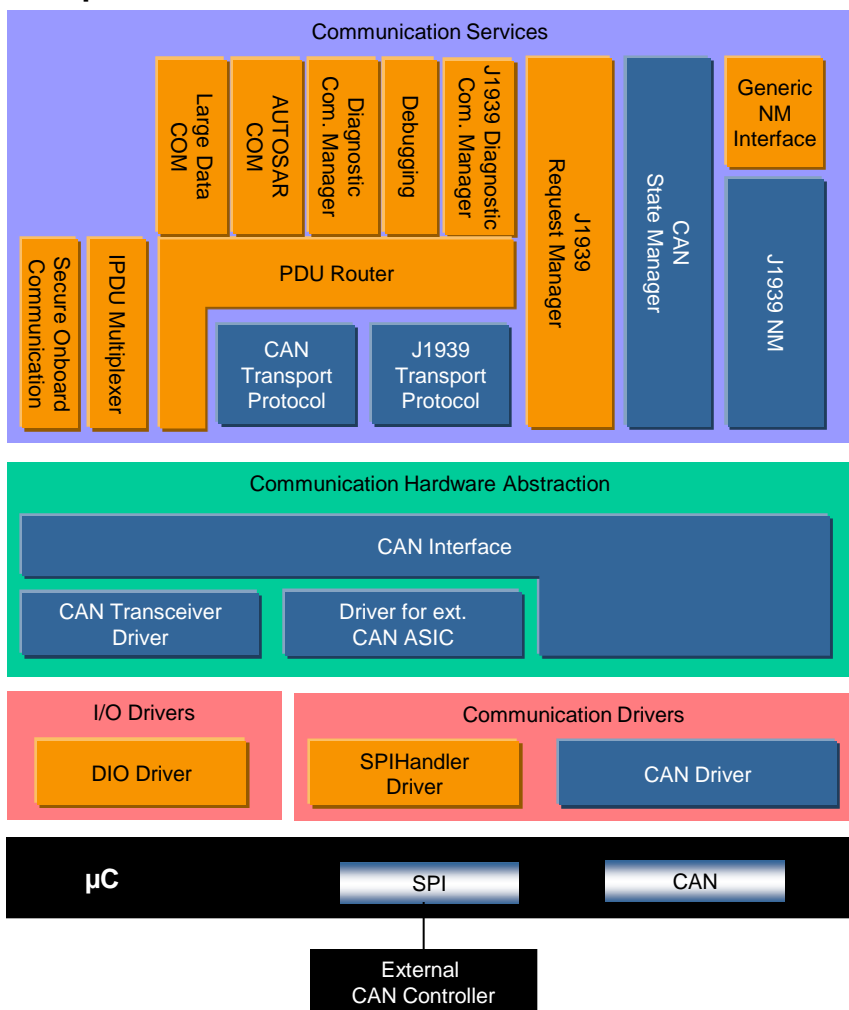 Communication Services
Large Data
COM
AUTOSAR
COM
Diagnostic
Com. Manager
Debugging
J1939 Diagnostic
Com. Manager
J1939
Request Manager
CAN
State Manager
Generic
NM
Interface
Secure Onboard
Communication
IPDU Multiplexer
PDU Router
CAN
Transport
Protocol
J1939
Transport
Protocol
J1939 NM
Communication Hardware Abstraction
CAN Interface
CAN Transceiver
Driver
Driver for ext.
CAN ASIC
I/O Drivers
Communication Drivers
DIO Driver
SPIHandler
Driver
CAN Driver
µC
SPI
CAN
External
CAN Controller